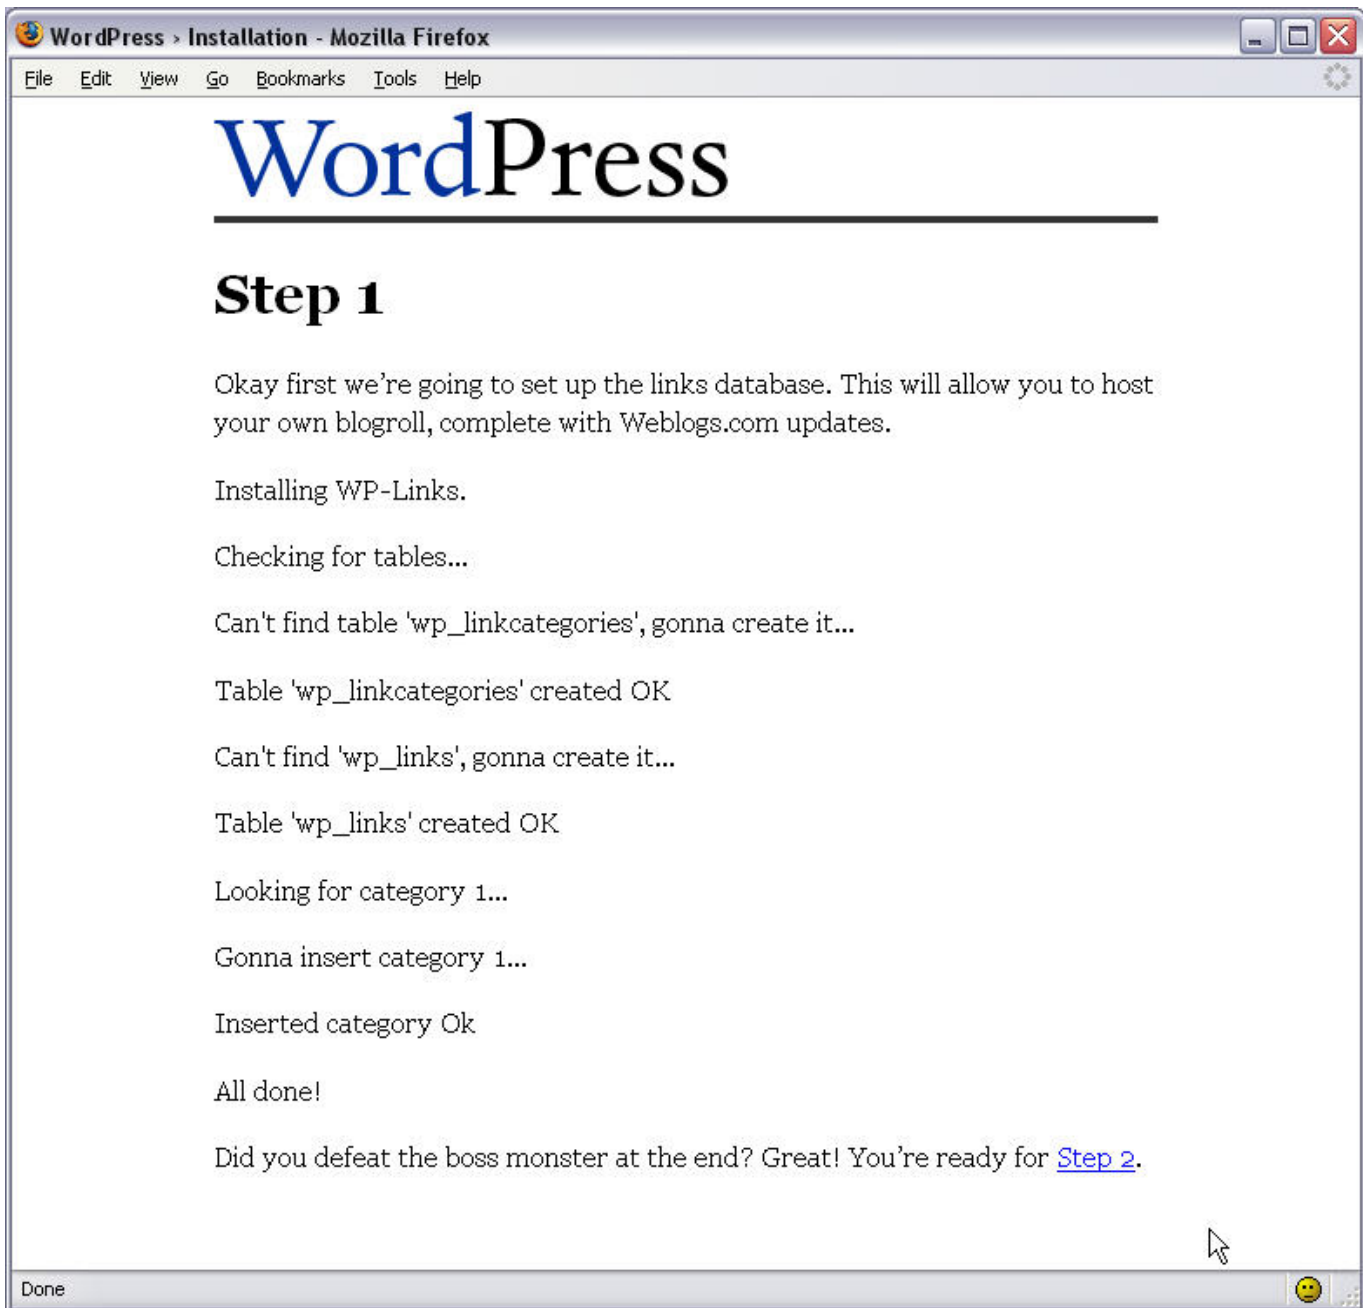 WordPress › Installation - Mozilla Firefox
File Edit View Go Bookmarks Tools Help
WordPress
Step 1
Okay first we’re going to set up the links database. This will allow you to host
your own blogroll, complete with Weblogs.com updates.
Installing WP-Links.
Checking for tables...
Can't find table 'wp_linkcategories', gonna create it...
Table 'wp_linkcategories' created OK
Can't find 'wp_links', gonna create it...
Table 'wp_links' created OK
Looking for category 1...
Gonna insert category 1...
Inserted category Ok
All done!
Did you defeat the boss monster at the end? Great! You’re ready for Step 2.
Done